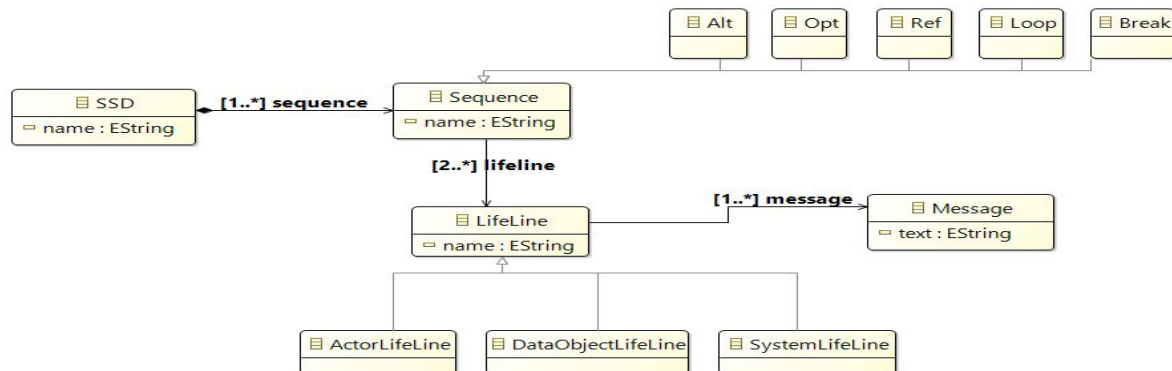 Alt
Opt
Ref
Loop
Break
SSD
name : EString
[1..*] sequence
Sequence
name : EString
[2..*] lifeline
LifeLine
name : EString
[1..*] message
Message
text : EString
ActorLifeLine
DataObjectLifeLine
SystemLifeLine